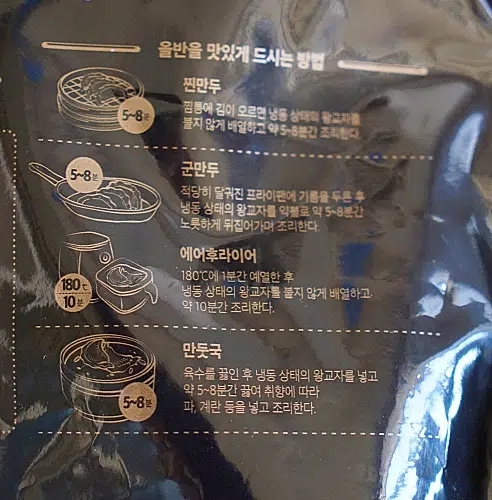 올반을 맛있게 드시는 방법
찐만두
5~8분
찜통에 김이 오르면 냉동 상태의 왕교자를
붙지 않게 배열하고 약 5~8분간 조리한다.
군만두
5~8분
적당히 달궈진 프라이팬에 기름을 두른 후
냉동 상태의 왕교자를 약불로 약 5~8분간
노릇하게 뒤집어가며 조리한다.
에어후라이어
180℃
10분
180℃에 1분간 예열한 후
냉동 상태의 왕교자를 붙지 않게 배열하고
약 10분간 조리한다.
만둣국
5~8분
육수를 끓인 후 냉동 상태의 왕교자를 넣고
약 5~8분간 끓여 취향에 따라
파, 계란 등을 넣고 조리한다.